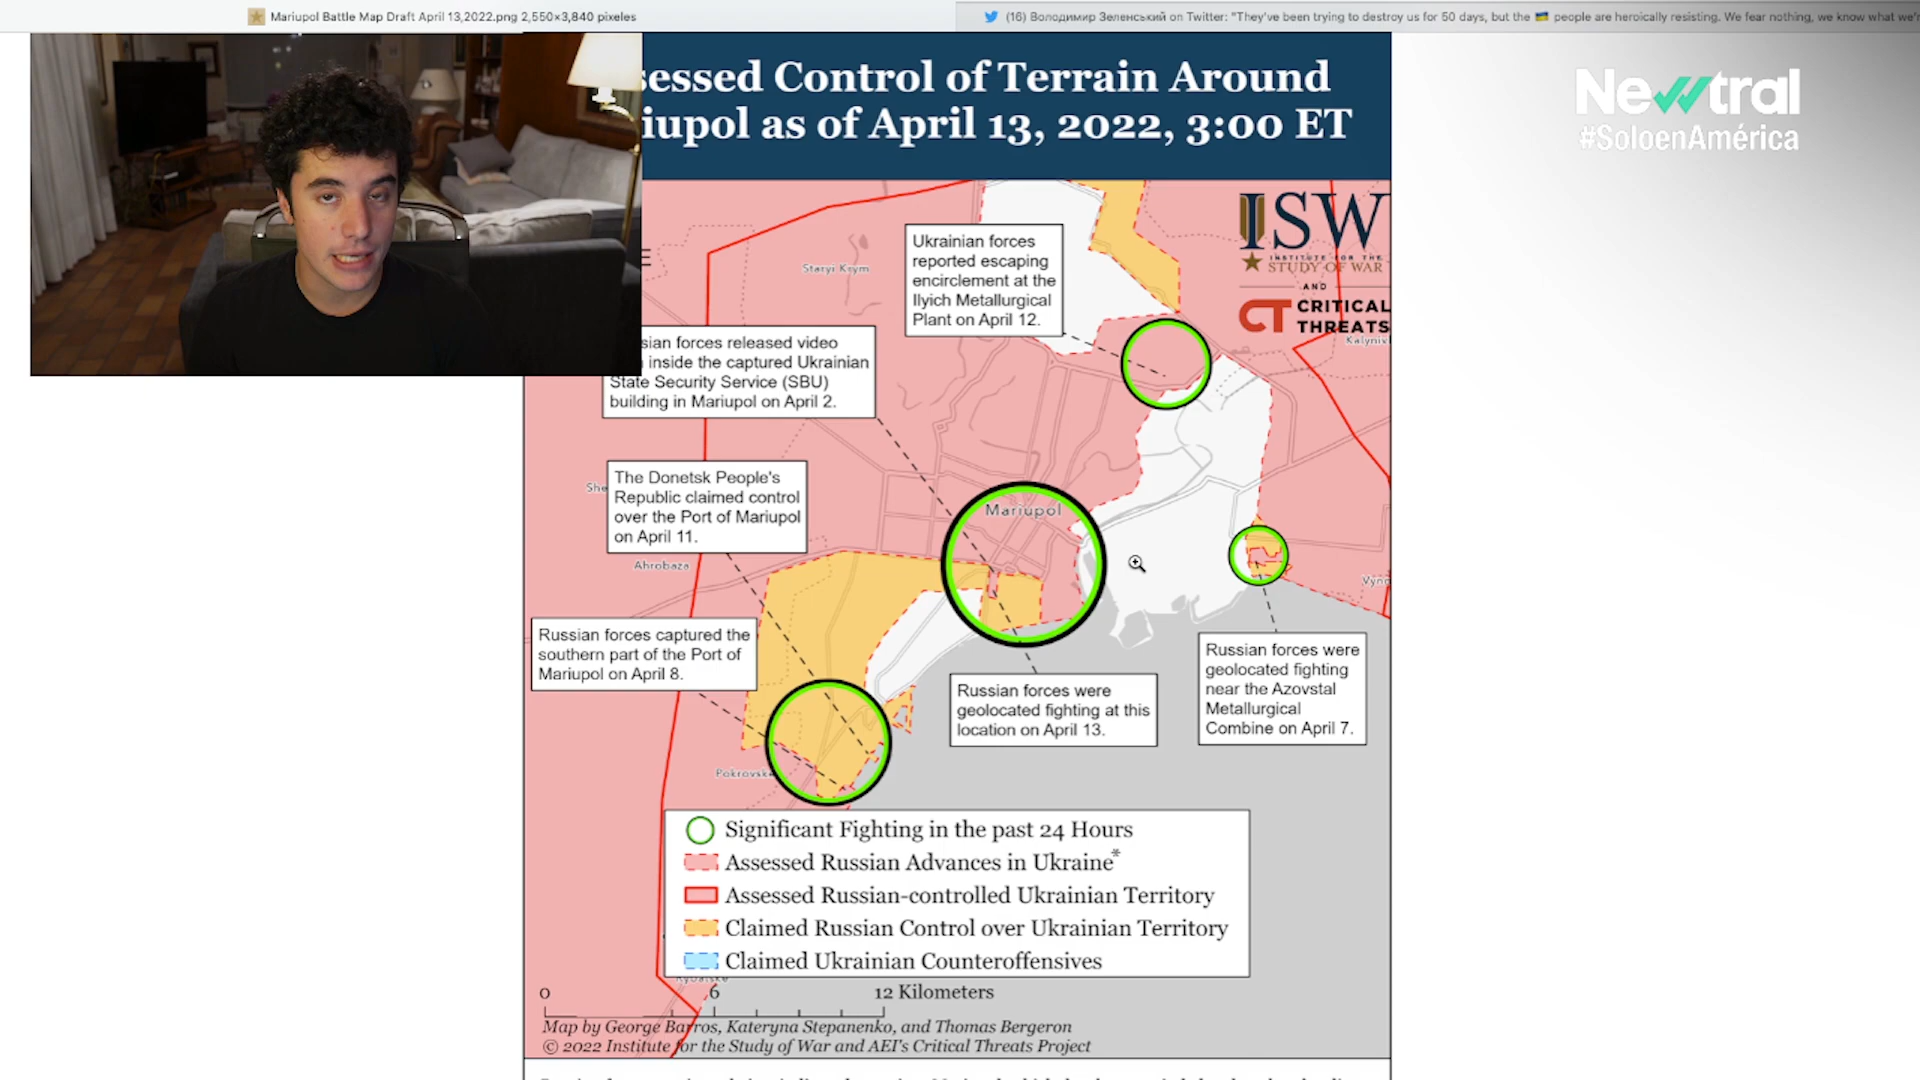 Mariupol Battle Map Draft April 13,2022.png 2,550×3,840 pixeles
(16) Володимир Зеленський on Twitter: "They've been trying to destroy us for 50 days, but the 🇺🇦 people are heroically resisting. We fear nothing, we know what we'r
sessed Control of Terrain Around
iupol as of April 13, 2022, 3:00 ET
Newtral
#SoloenAmérica
ISW
INSTITUTE FOR THE
STUDY OF WAR
AND
CT CRITICAL
THREATS
Kalyniv
Staryi Krym
Ukrainian forces
reported escaping
encirclement at the
Ilyich Metallurgical
Plant on April 12.
sian forces released video
inside the captured Ukrainian
State Security Service (SBU)
building in Mariupol on April 2.
The Donetsk People's
Republic claimed control
over the Port of Mariupol
on April 11.
She
Mariupol
Ahrobaza
Vyn
Russian forces captured the
southern part of the Port of
Mariupol on April 8.
Russian forces were
geolocated fighting at this
location on April 13.
Russian forces were
geolocated fighting
near the Azovstal
Metallurgical
Combine on April 7.
Pokrovsk
Significant Fighting in the past 24 Hours
Assessed Russian Advances in Ukraine*
Assessed Russian-controlled Ukrainian Territory
Claimed Russian Control over Ukrainian Territory
Claimed Ukrainian Counteroffensives
0 6 12 Kilometers
Map by George Barros, Kateryna Stepanenko, and Thomas Bergeron
© 2022 Institute for the Study of War and AEI's Critical Threats Project